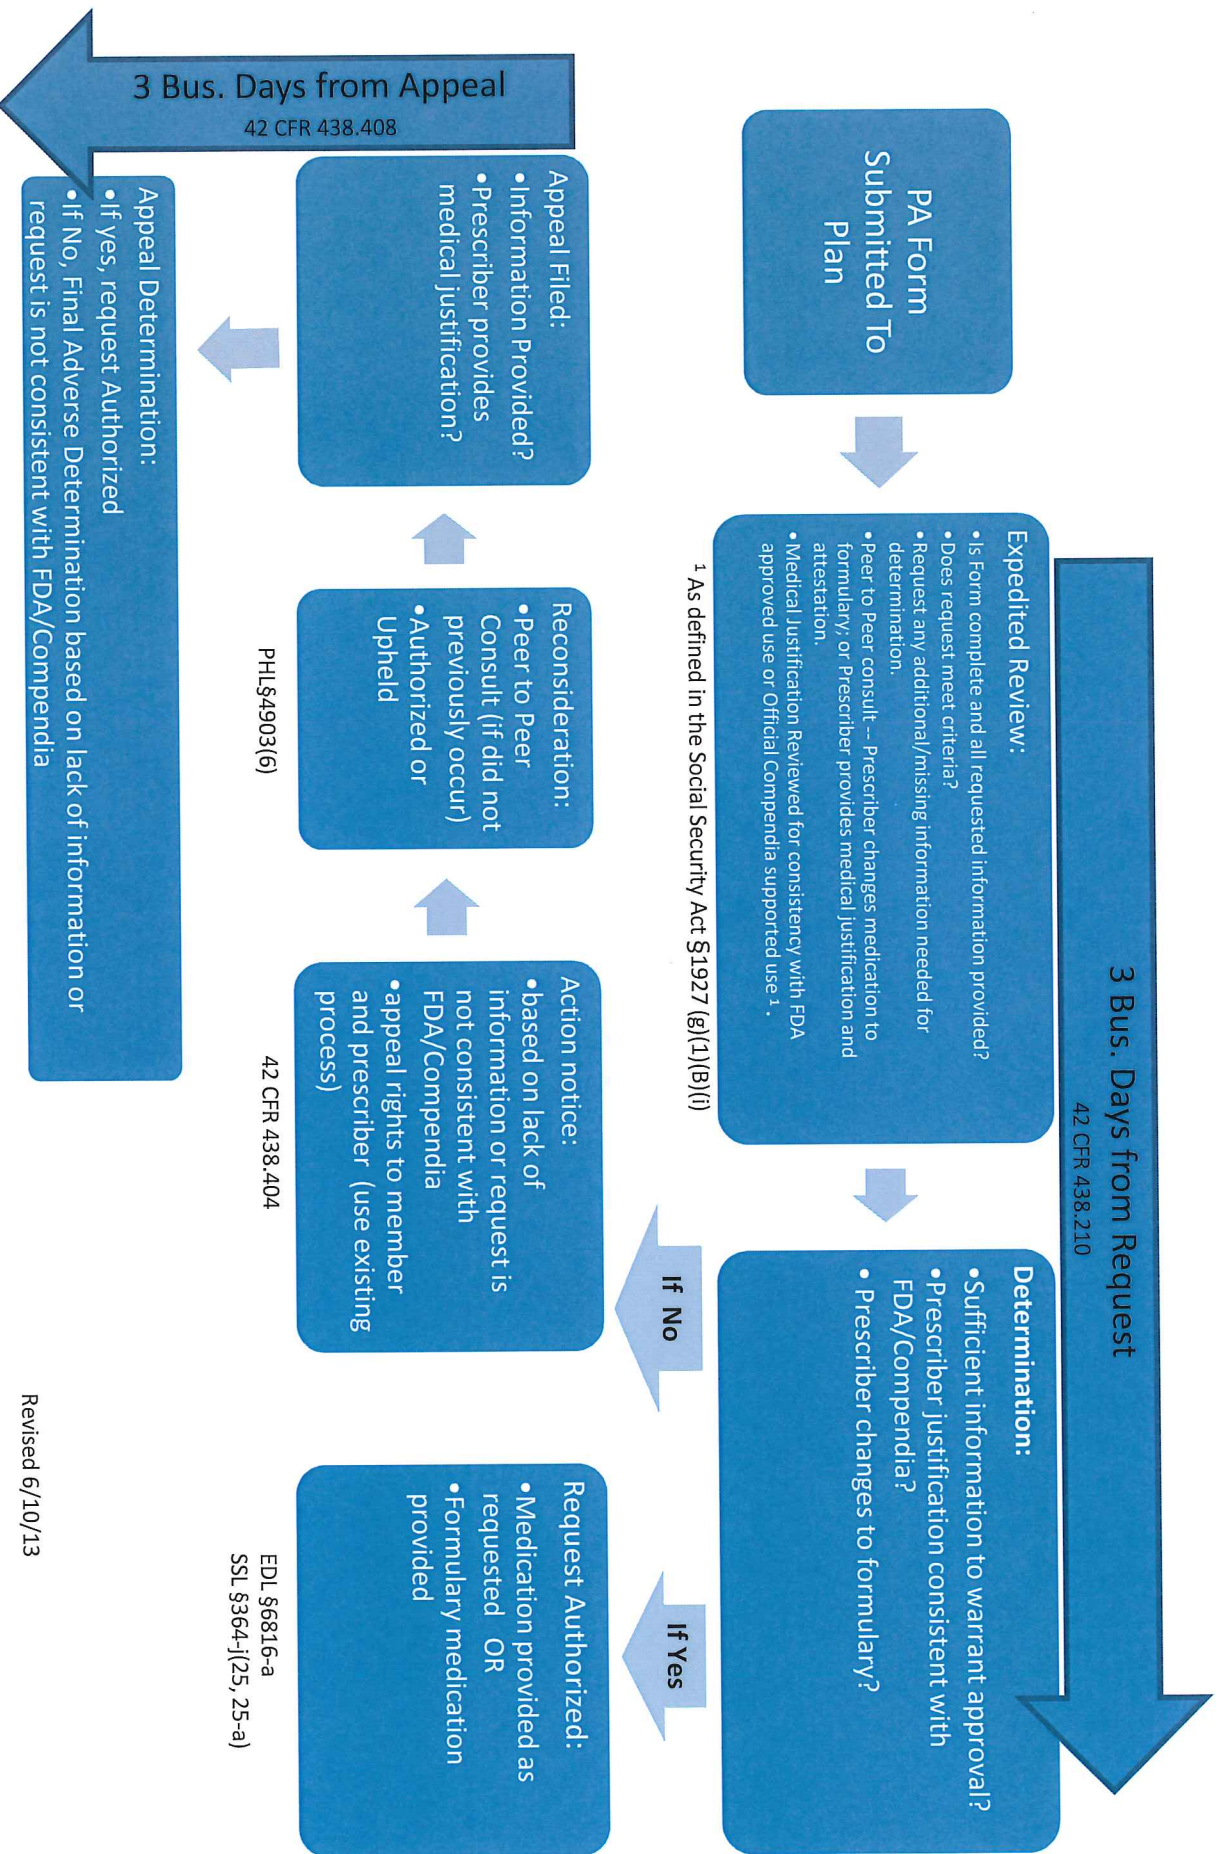 3 Bus. Days from Request
42 CFR 438.210
PA Form
Submitted To
Plan
Expedited Review:
• Is Form complete and all requested information provided?
• Does request meet criteria?
• Request any additional/missing information needed for
determination.
• Peer to Peer consult -- Prescriber changes medication to
formulary; or Prescriber provides medical justification and
attestation.
• Medical Justification Reviewed for consistency with FDA
approved use or Official Compendia supported use ¹ .
¹ As defined in the Social Security Act §1927 (g)(1)(B)(i)
Determination:
• Sufficient information to warrant approval?
• Prescriber justification consistent with
FDA/Compendia?
• Prescriber changes to formulary?
If No
If Yes
3 Bus. Days from Appeal
42 CFR 438.408
Appeal Filed:
• Information Provided?
• Prescriber provides
medical justification?
Reconsideration:
• Peer to Peer
Consult (if did not
previously occur)
• Authorized or
Upheld
PHL§4903(6)
Action notice:
• based on lack of
information or request is
not consistent with
FDA/Compendia
• appeal rights to member
and prescriber (use existing
process)
42 CFR 438.404
Request Authorized:
• Medication provided as
requested OR
• Formulary medication
provided
EDL §6816-a
SSL §364-j(25, 25-a)
Appeal Determination:
• If yes, request Authorized
• If No, Final Adverse Determination based on lack of information or
request is not consistent with FDA/Compendia
Revised 6/10/13